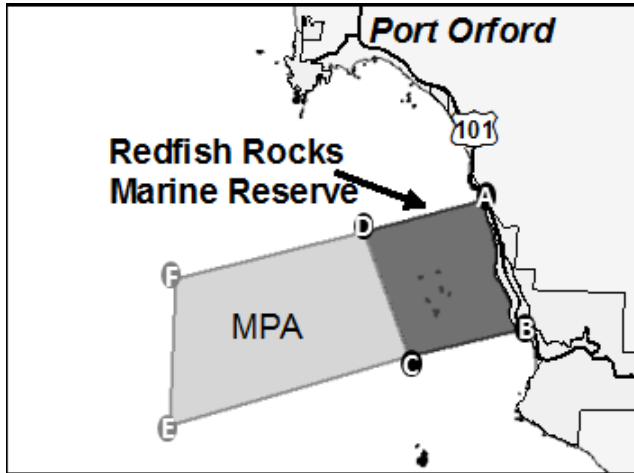 Port Orford
101
Redfish Rocks
Marine Reserve
A
D
F
MPA
B
C
E